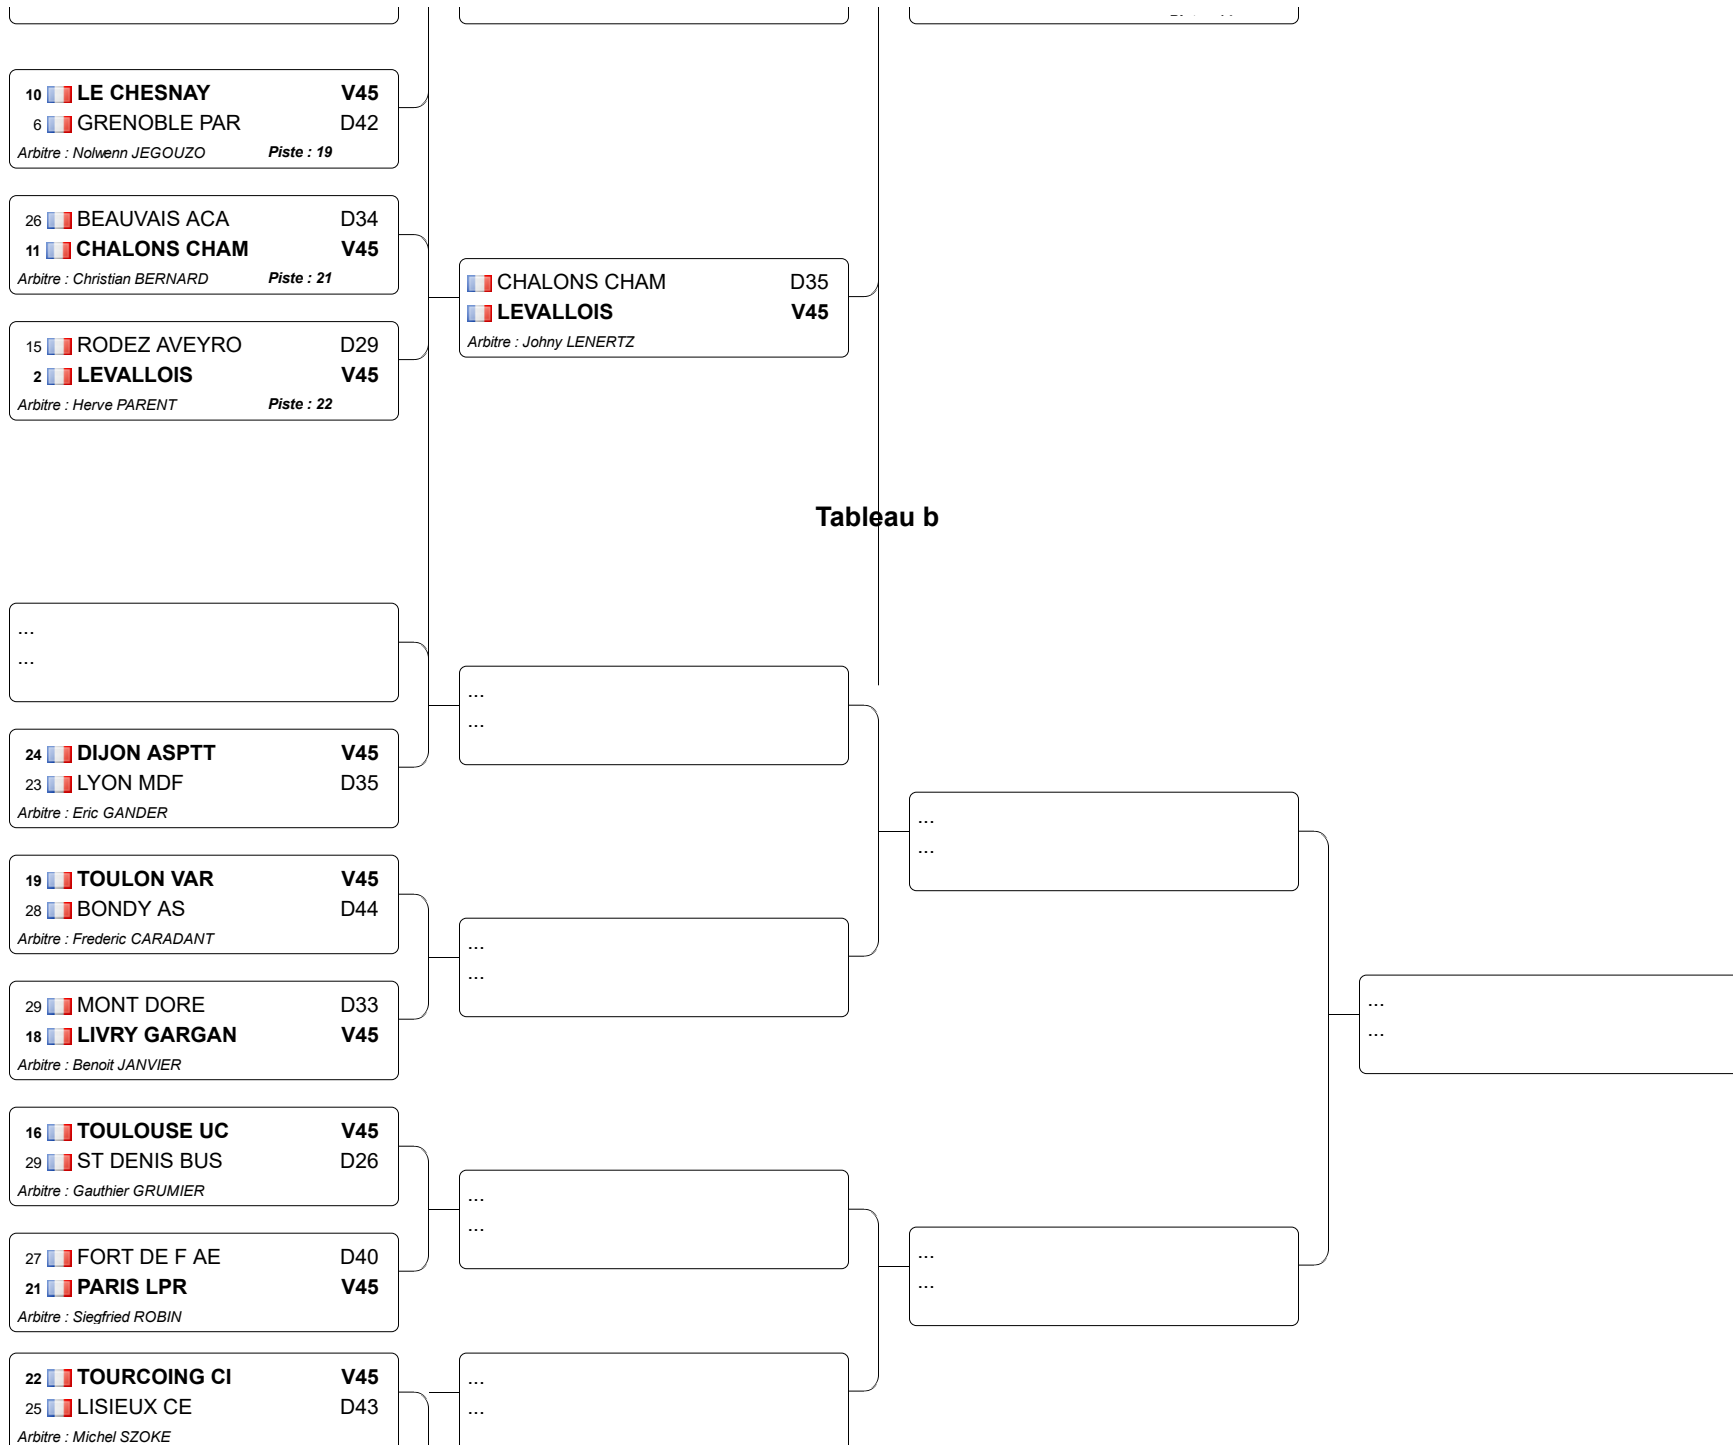 10 LE CHESNAY V45
6 GRENOBLE PAR D42
Arbitre : Nolwenn JEGOUZO Piste : 19
26 BEAUVAIS ACA D34
11 CHALONS CHAM V45
Arbitre : Christian BERNARD Piste : 21
CHALONS CHAM D35
LEVALLOIS V45
Arbitre : Johny LENERTZ
15 RODEZ AVEYRO D29
2 LEVALLOIS V45
Arbitre : Herve PARENT Piste : 22
Tableau b
...
...
...
...
24 DIJON ASPTT V45
23 LYON MDF D35
Arbitre : Eric GANDER
...
...
19 TOULON VAR V45
28 BONDY AS D44
Arbitre : Frederic CARADANT
...
...
29 MONT DORE D33
18 LIVRY GARGAN V45
Arbitre : Benoit JANVIER
...
...
16 TOULOUSE UC V45
29 ST DENIS BUS D26
Arbitre : Gauthier GRUMIER
...
...
27 FORT DE F AE D40
21 PARIS LPR V45
Arbitre : Siegfried ROBIN
...
...
22 TOURCOING CI V45
25 LISIEUX CE D43
Arbitre : Michel SZOKE
...
...